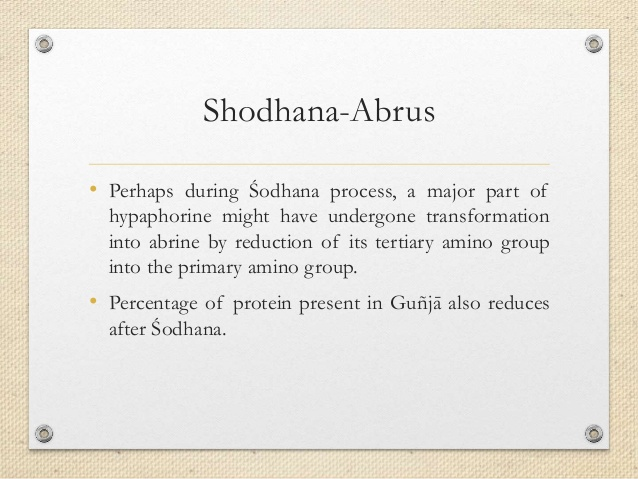 Shodhana-Abrus
• Perhaps during Śodhana process, a major part of
hypaphorine might have undergone transformation
into abrine by reduction of its tertiary amino group
into the primary amino group.
• Percentage of protein present in Guñjā also reduces
after Śodhana.